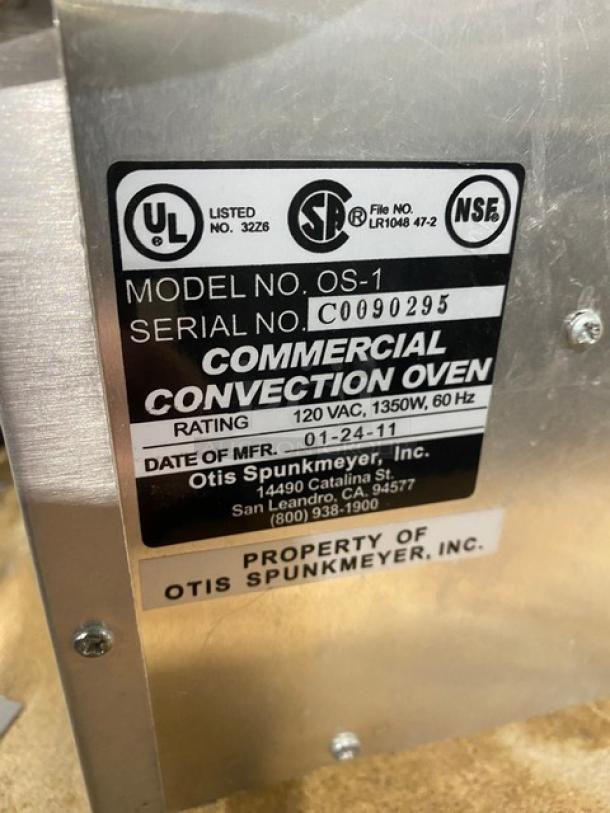 UL ® LISTED NO. 32Z6
SA ® File NO. LR1048 47-2
NSF®
MODEL NO. OS-1
SERIAL NO. C0090295
COMMERCIAL
CONVECTION OVEN
RATING 120 VAC, 1350W, 60 Hz
DATE OF MFR. 01-24-11
Otis Spunkmeyer, Inc.
14490 Catalina St.
San Leandro, CA. 94577
(800) 938-1900
PROPERTY OF
OTIS SPUNKMEYER, INC.